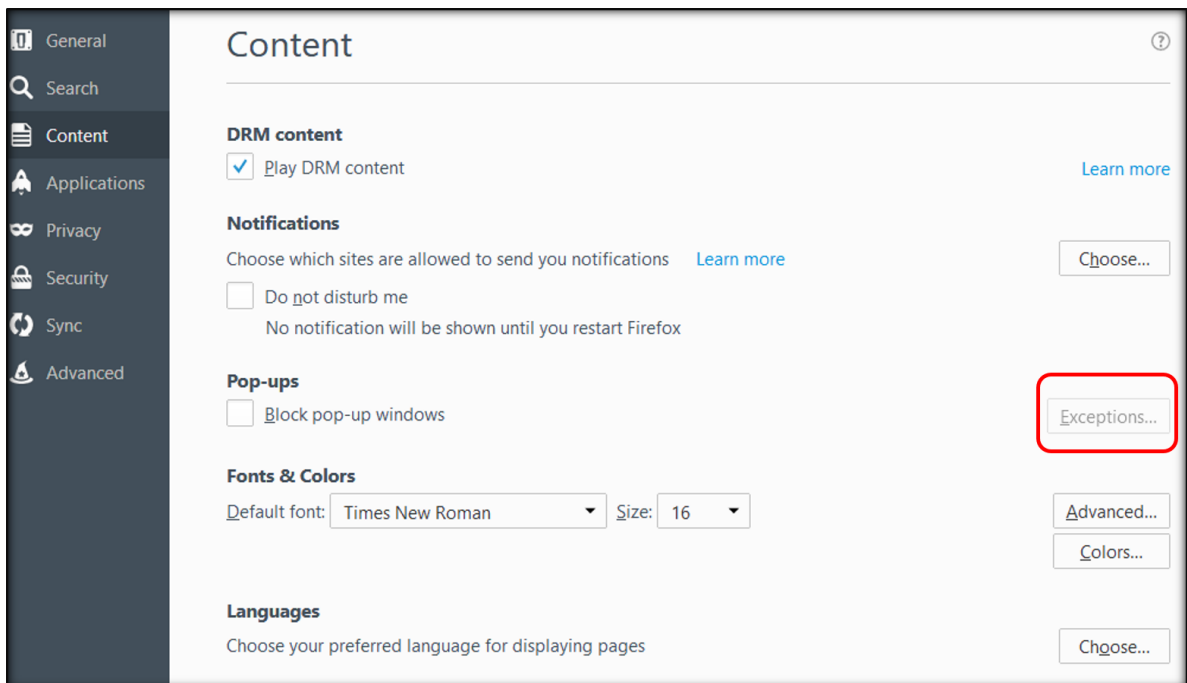 General
Search
Content
Applications
Privacy
Security
Sync
Advanced
Content
DRM content
Play DRM content
Learn more
Notifications
Choose which sites are allowed to send you notifications Learn more
Choose...
Do not disturb me
No notification will be shown until you restart Firefox
Pop-ups
Block pop-up windows
Exceptions...
Fonts & Colors
Default font: Times New Roman Size: 16
Advanced...
Colors...
Languages
Choose your preferred language for displaying pages
Choose...